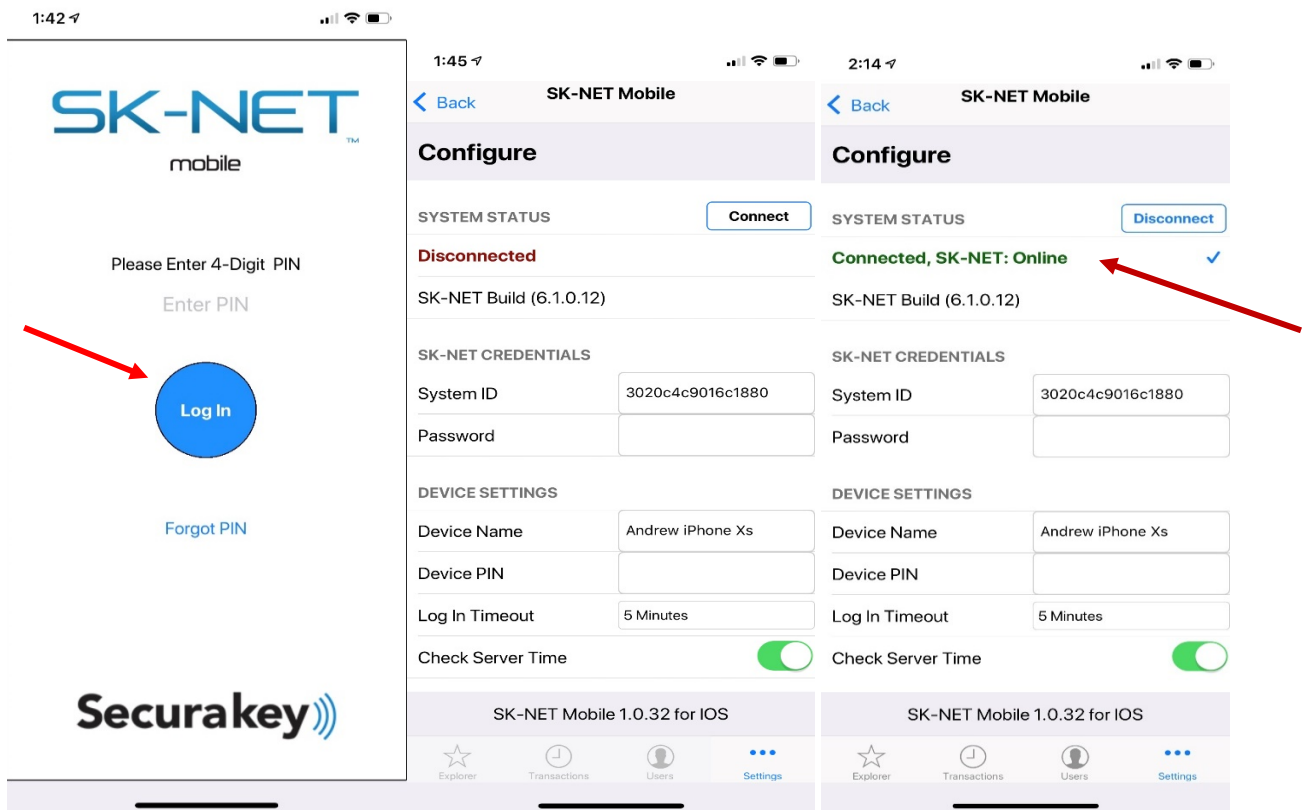 1:42
SK-NET
TM
mobile
Please Enter 4-Digit PIN
Enter PIN
Log In
Forgot PIN
Securakey
1:45
Back
SK-NET Mobile
Configure
SYSTEM STATUS
Connect
Disconnected
SK-NET Build (6.1.0.12)
SK-NET CREDENTIALS
System ID 3020c4c9016c1880
Password
DEVICE SETTINGS
Device Name Andrew iPhone Xs
Device PIN
Log In Timeout 5 Minutes
Check Server Time
SK-NET Mobile 1.0.32 for IOS
Explorer Transactions Users Settings
2:14
Back
SK-NET Mobile
Configure
SYSTEM STATUS
Disconnect
Connected, SK-NET: Online
SK-NET Build (6.1.0.12)
SK-NET CREDENTIALS
System ID 3020c4c9016c1880
Password
DEVICE SETTINGS
Device Name Andrew iPhone Xs
Device PIN
Log In Timeout 5 Minutes
Check Server Time
SK-NET Mobile 1.0.32 for IOS
Explorer Transactions Users Settings